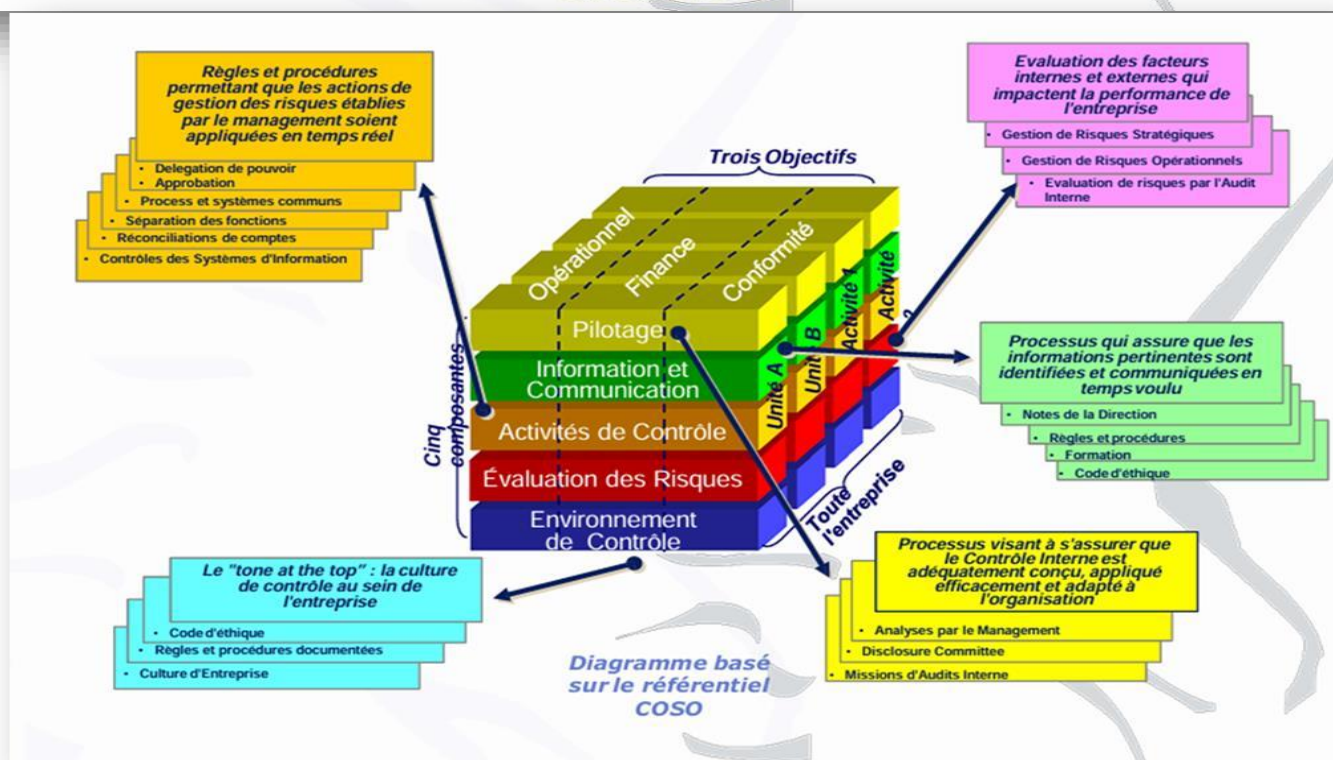 Règles et procédures
permettant que les actions de
gestion des risques établies
par le management soient
appliquées en temps réel
• Delegation de pouvoir
• Approbation
• Process et systèmes communs
• Séparation des fonctions
• Réconciliations de comptes
• Contrôles des Systèmes d'Information
Evaluation des facteurs
internes et externes qui
impactent la performance de
l'entreprise
• Gestion de Risques Stratégiques
• Gestion de Risques Opérationnels
• Evaluation de risques par l'Audit
Interne
Trois Objectifs
Opérationnel
Finance
Conformité
Cinq
composantes
Pilotage
Information et
Communication
Activités de Contrôle
Évaluation des Risques
Environnement
de Contrôle
Unité A
Unité B
Activité 1
Activité
2
Toute
l'entreprise
Processus qui assure que les
informations pertinentes sont
identifiées et communiquées en
temps voulu
• Notes de la Direction
• Règles et procédures
• Formation
• Code d'éthique
Le "tone at the top" : la culture
de contrôle au sein de
l'entreprise
• Code d'éthique
• Règles et procédures documentées
• Culture d'Entreprise
Processus visant à s'assurer que
le Contrôle Interne est
adéquatement conçu, appliqué
efficacement et adapté à
l'organisation
• Analyses par le Management
• Disclosure Committee
• Missions d'Audits Interne
Diagramme basé
sur le référentiel
COSO